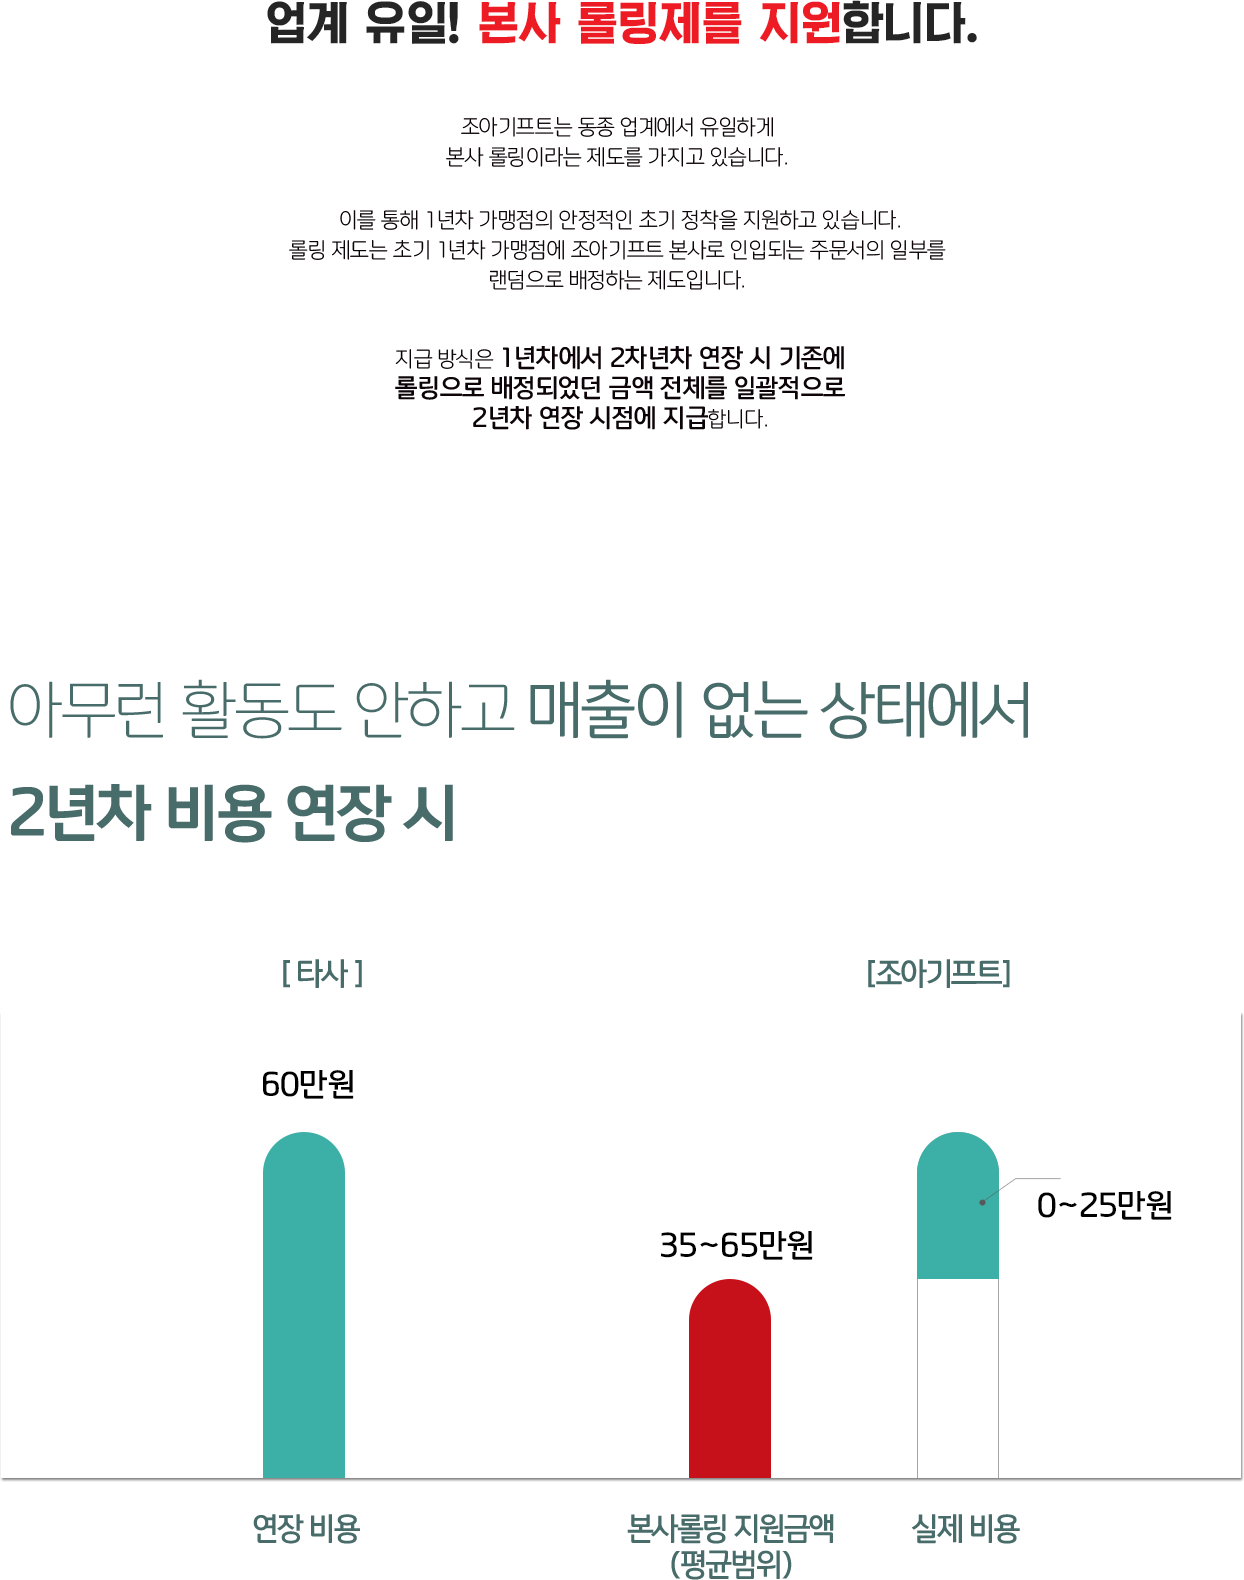 업계 유일! 본사 롤링제를 지원합니다.
조아기프트는 동종 업계에서 유일하게
본사 롤링이라는 제도를 가지고 있습니다.
이를 통해 1년차 가맹점의 안정적인 초기 정착을 지원하고 있습니다.
롤링 제도는 초기 1년차 가맹점에 조아기프트 본사로 인입되는 주문서의 일부를
랜덤으로 배정하는 제도입니다.
지급 방식은 1년차에서 2차년차 연장 시 기존에
롤링으로 배정되었던 금액 전체를 일괄적으로
2년차 연장 시점에 지급합니다.
아무런 활동도 안하고 매출이 없는 상태에서
2년차 비용 연장 시
[ 타사 ]
[조아기프트]
60만원
35~65만원
0~25만원
연장 비용
본사롤링 지원금액
(평균범위)
실제 비용